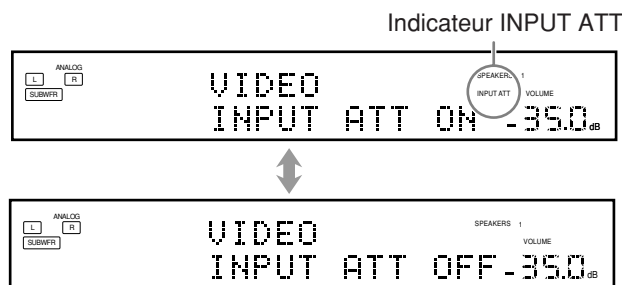 Indicateur INPUT ATT
ANALOG
L R
SUBWFR
SPEAKERS 1
VIDEO
INPUT ATT VOLUME
INPUT ATT ON -35.0 dB
ANALOG
L R
SUBWFR
SPEAKERS 1
VIDEO
VOLUME
INPUT ATT OFF -35.0 dB